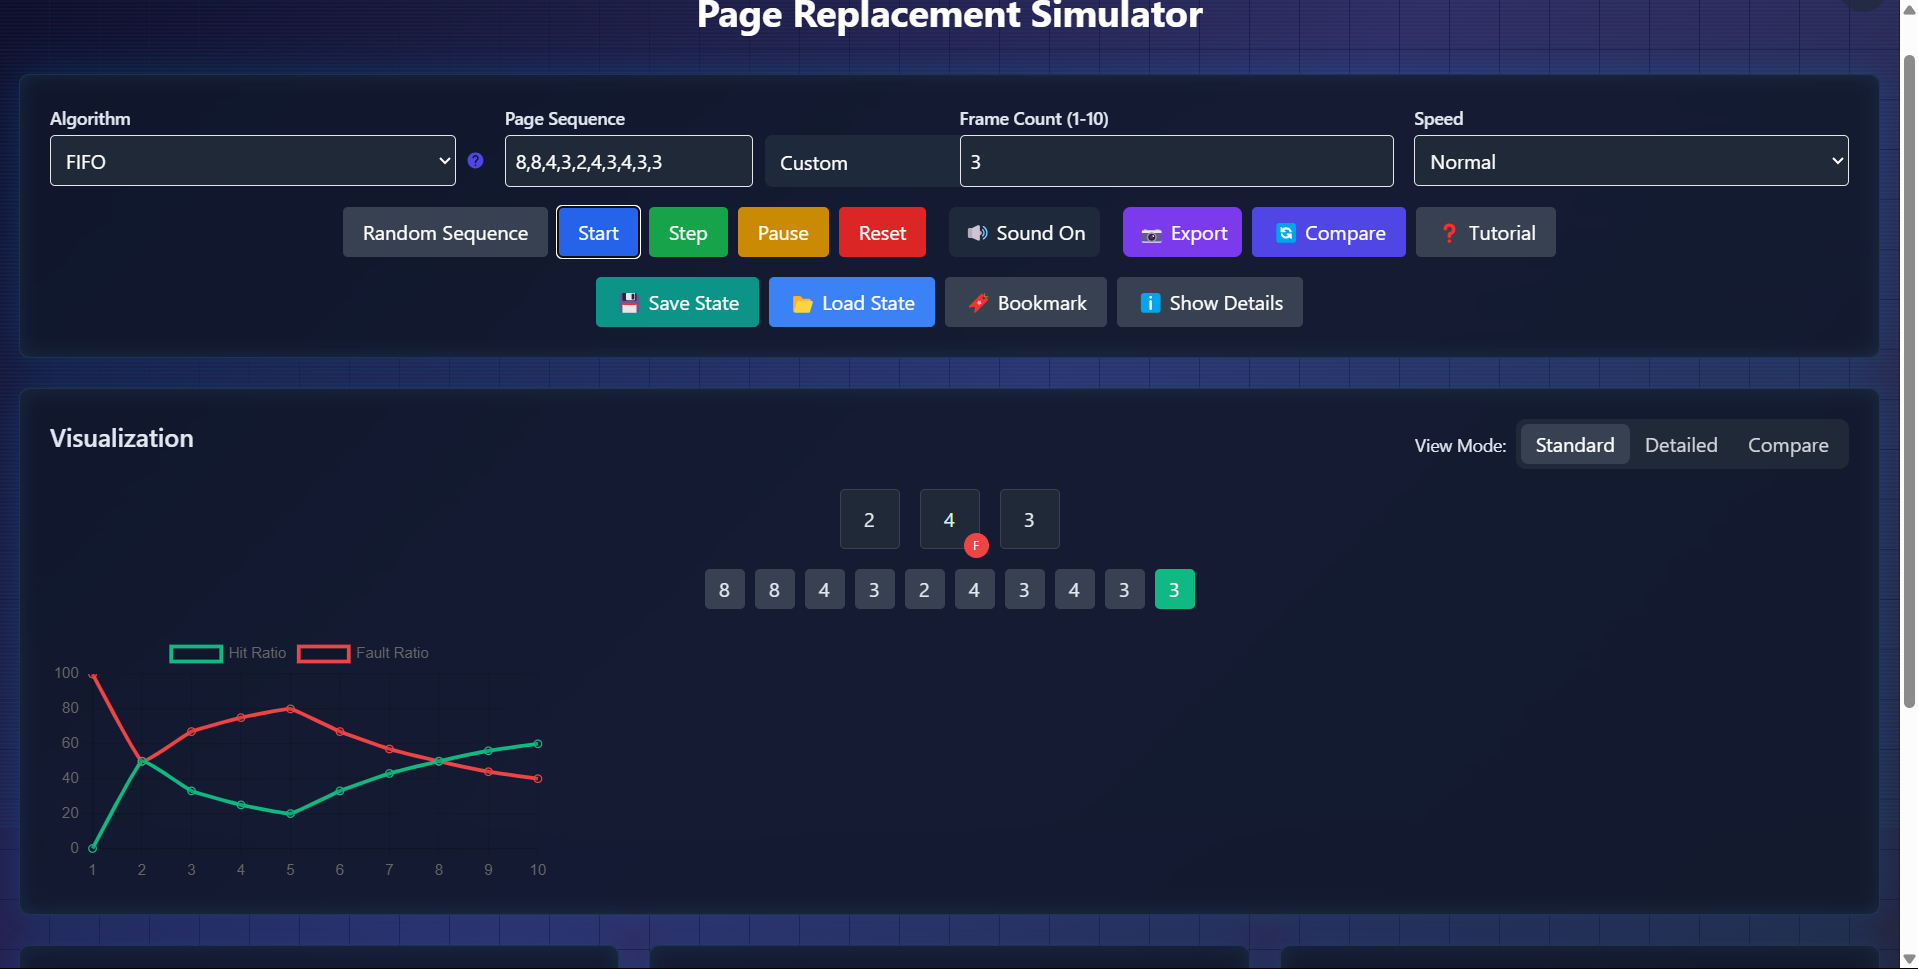 Page Replacement Simulator
Algorithm
Page Sequence
Frame Count (1-10)
Speed
FIFO
?
8,8,4,3,2,4,3,4,3,3
Custom
3
Normal
Random Sequence
Start
Step
Pause
Reset
Sound On
Export
Compare
Tutorial
Save State
Load State
Bookmark
Show Details
Visualization
View Mode:
Standard
Detailed
Compare
2
4
3
F
8 8 4 3 2 4 3 4 3 3
Hit Ratio
Fault Ratio
100
80
60
40
20
0
1 2 3 4 5 6 7 8 9 10